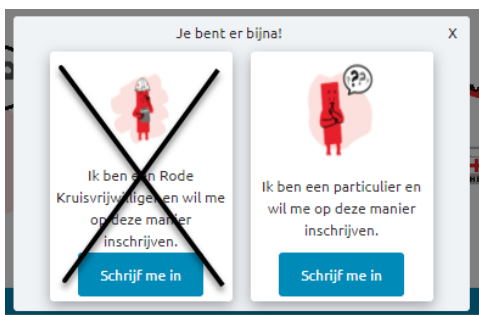 Je bent er bijna!
X
??
Ik ben een Rode
Kruisvrijwilliger en wil me
op deze manier
inschrijven.
Schrijf me in
Ik ben een particulier en
wil me op deze manier
inschrijven.
Schrijf me in